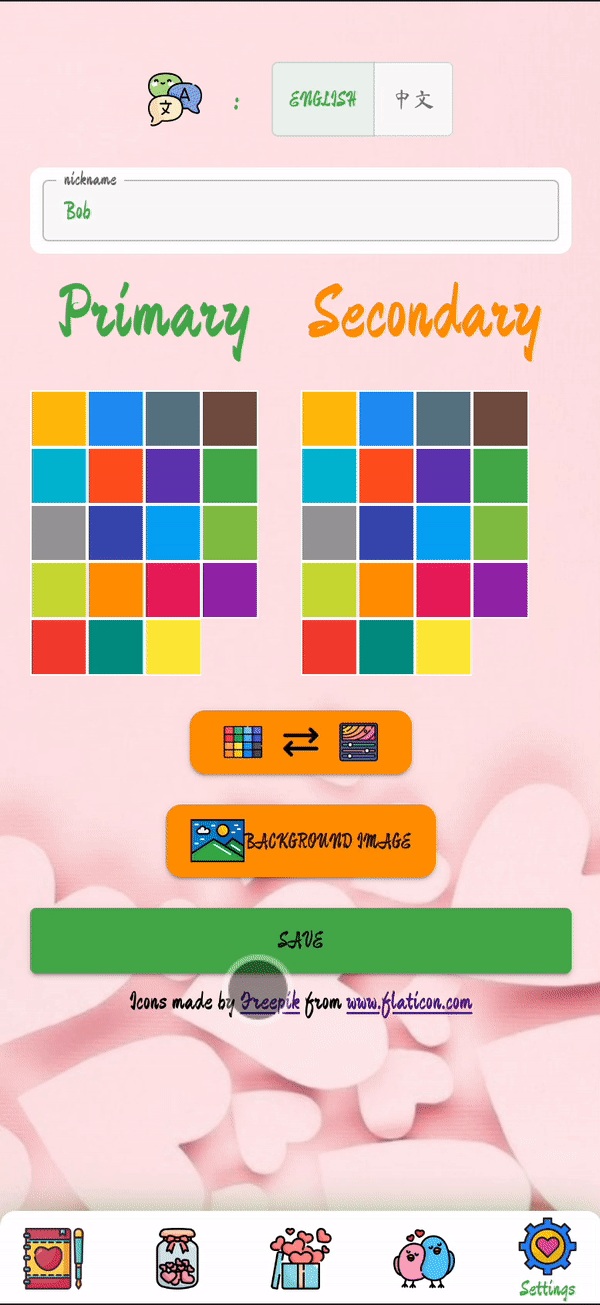 : ENGLISH 中文
nickname
Bob
Primary Secondary
BACKGROUND IMAGE
SAVE
Icons made by Freepik from www.flaticon.com
Settings